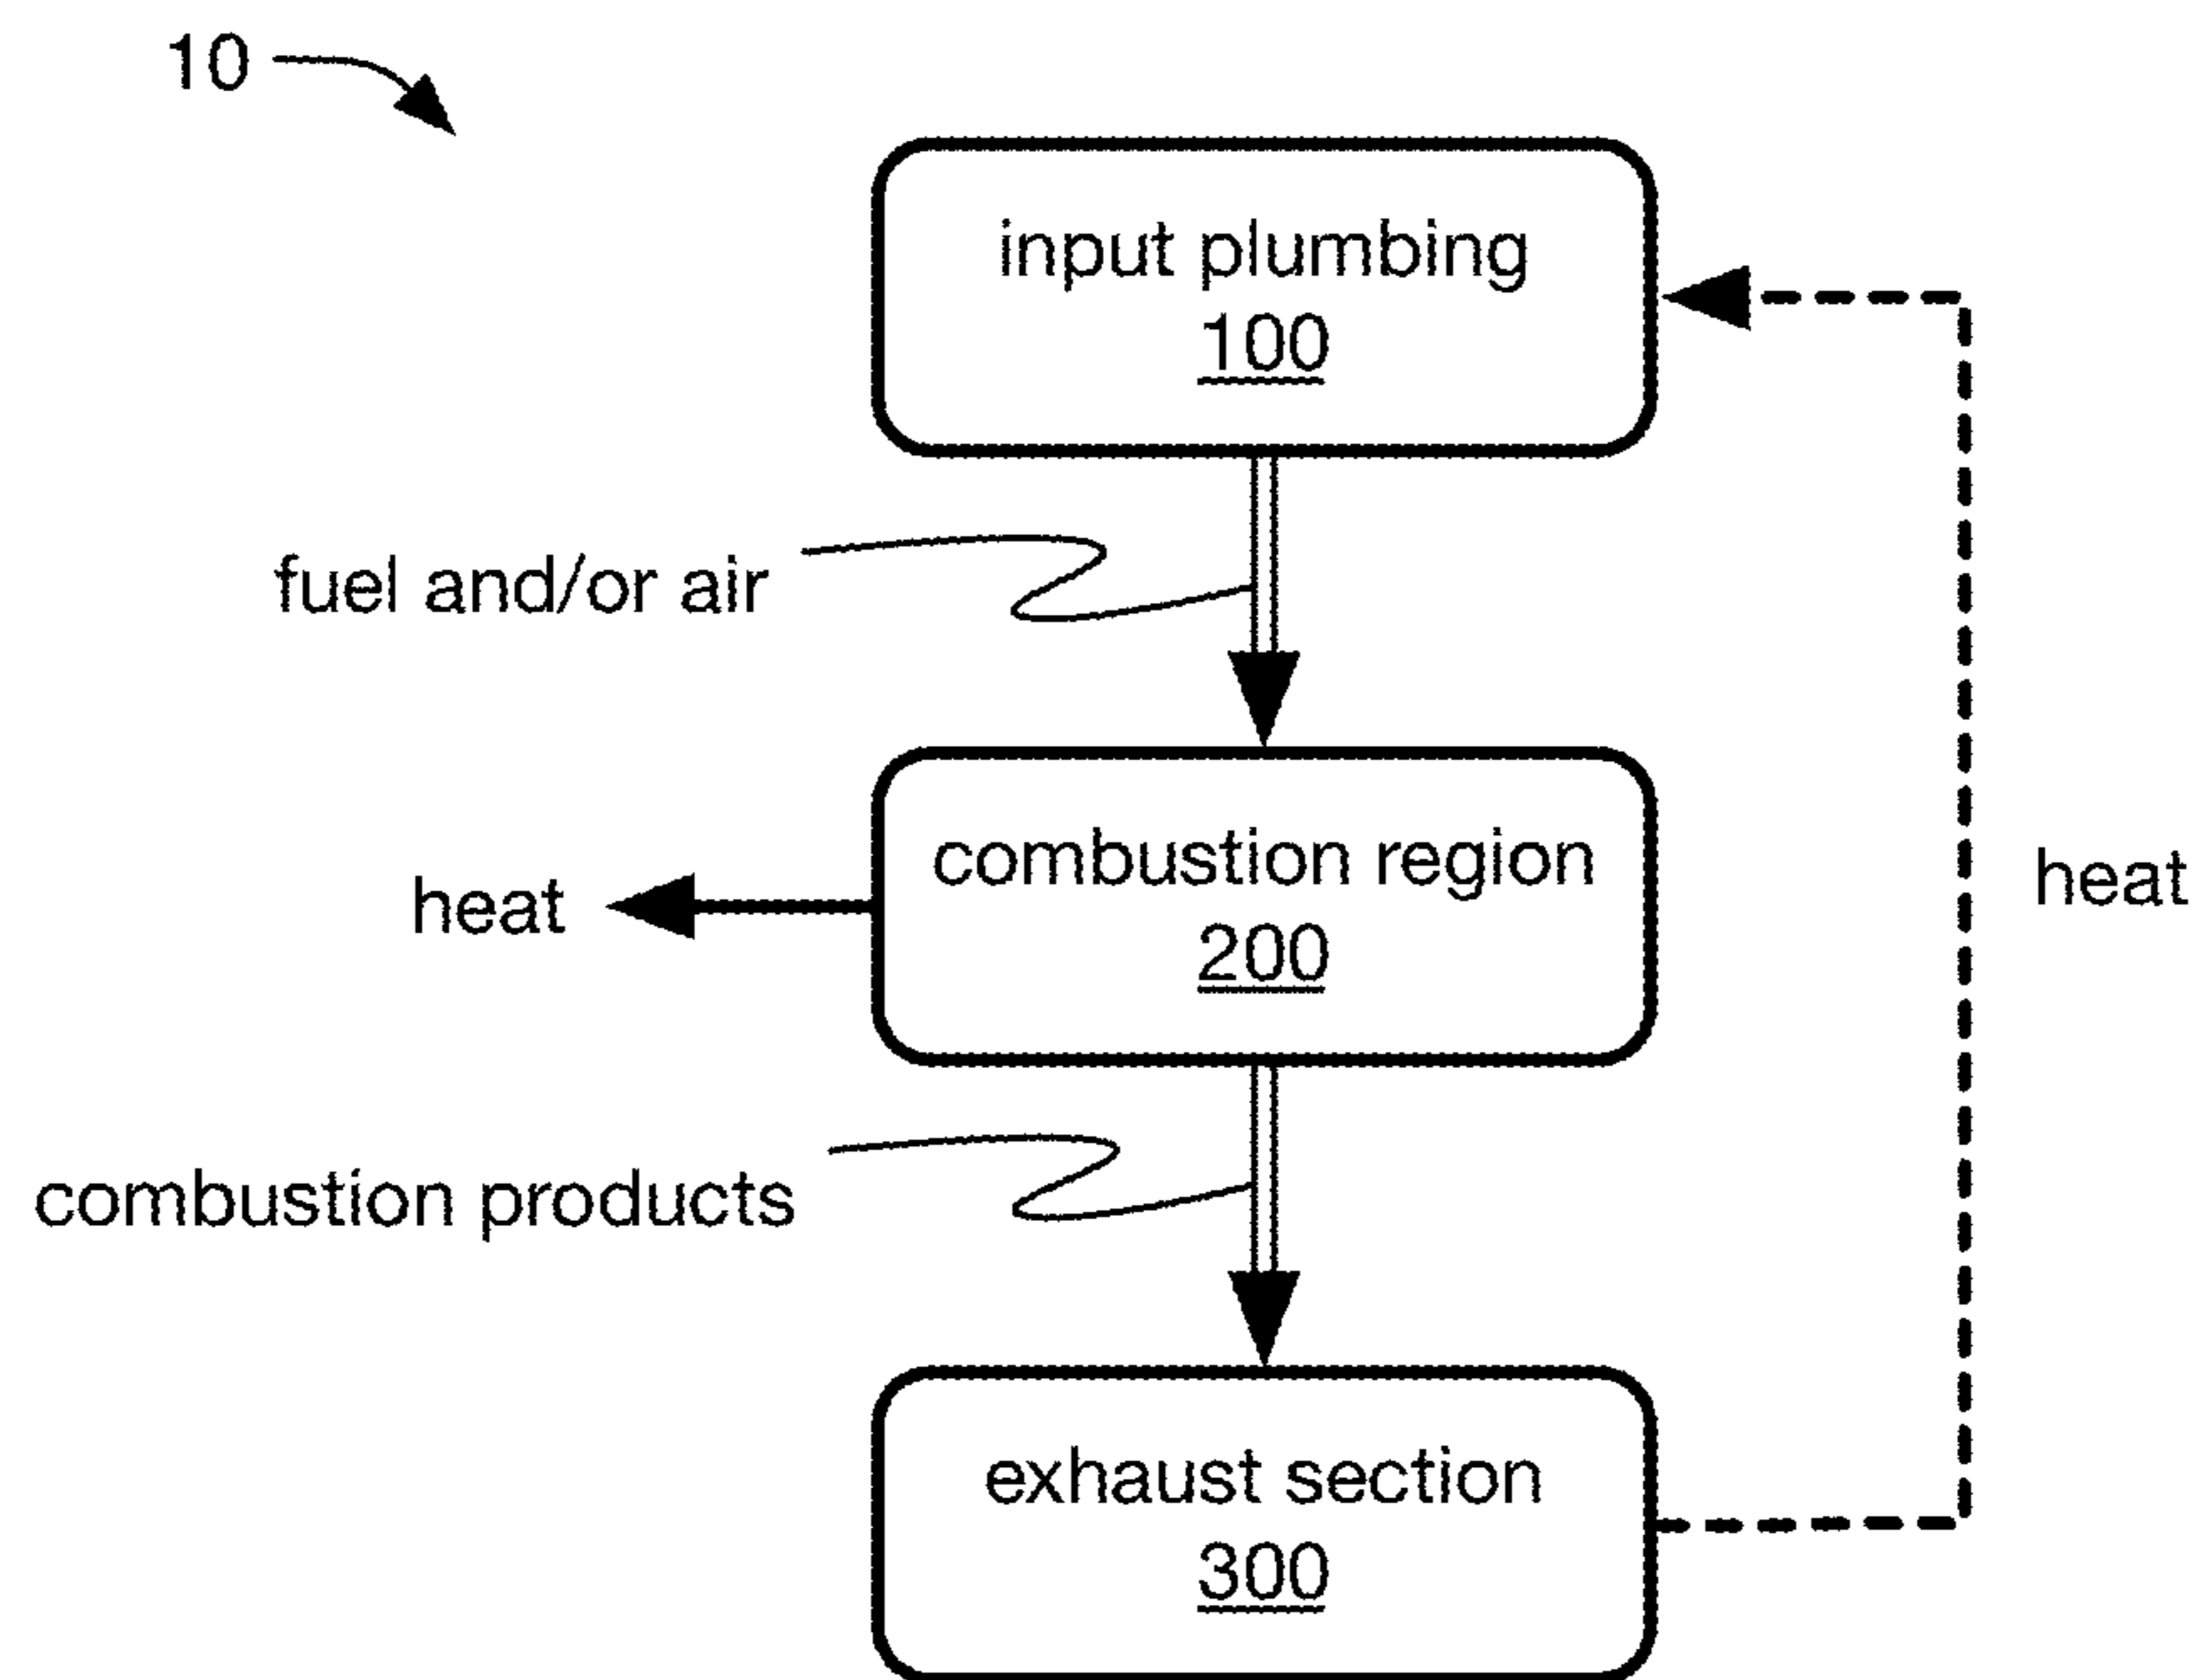 10
input plumbing
100
fuel and/or air
combustion region
200
heat
heat
combustion products
exhaust section
300